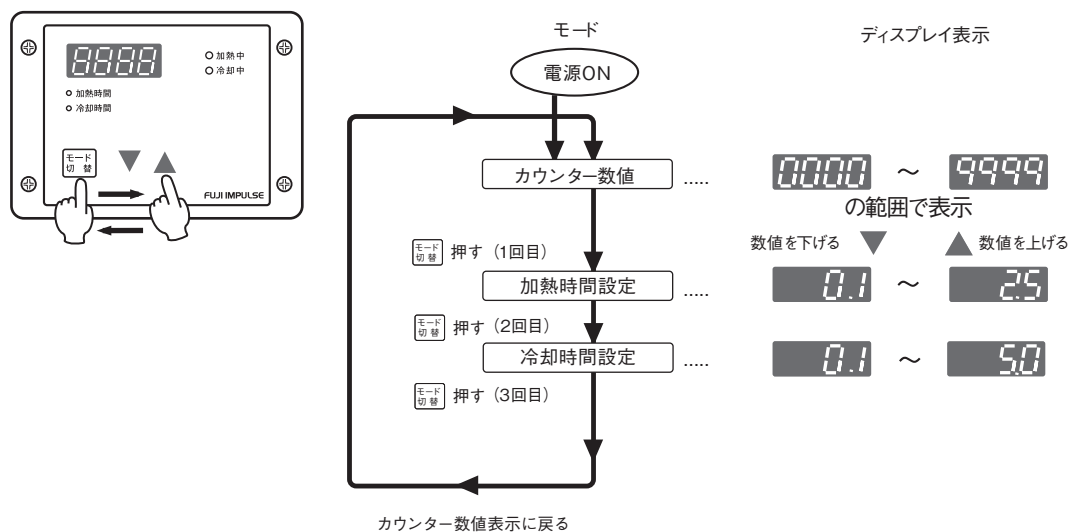 8888
加熱中
冷却中
加熱時間
冷却時間
モード
切 替
FUJI IMPULSE
モード
電源ON
カウンター数値
モード
切 替
押す (1回目)
加熱時間設定
モード
切 替
押す (2回目)
冷却時間設定
モード
切 替
押す (3回目)
カウンター数値表示に戻る
ディスプレイ表示
..... 0000 ～ 9999
の範囲で表示
数値を下げる ▼ ▲ 数値を上げる
..... 0.1 ～ 2.5
..... 0.1 ～ 5.0